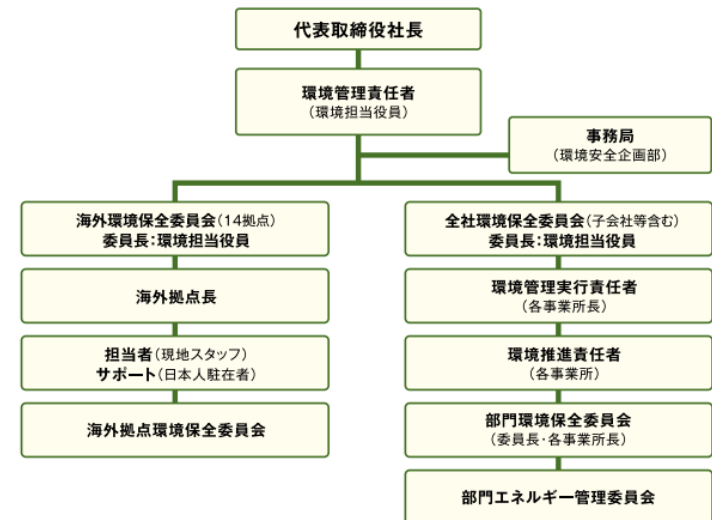 代表取締役社長
環境管理責任者
（環境担当役員）
事務局
（環境安全企画部）
海外環境保全委員会（14拠点）
委員長：環境担当役員
海外拠点長
担当者（現地スタッフ）
サポート（日本人駐在者）
海外拠点環境保全委員会
全社環境保全委員会（子会社等含む）
委員長：環境担当役員
環境管理実行責任者
（各事業所長）
環境推進責任者
（各事業所）
部門環境保全委員会
（委員長・各事業所長）
部門エネルギー管理委員会